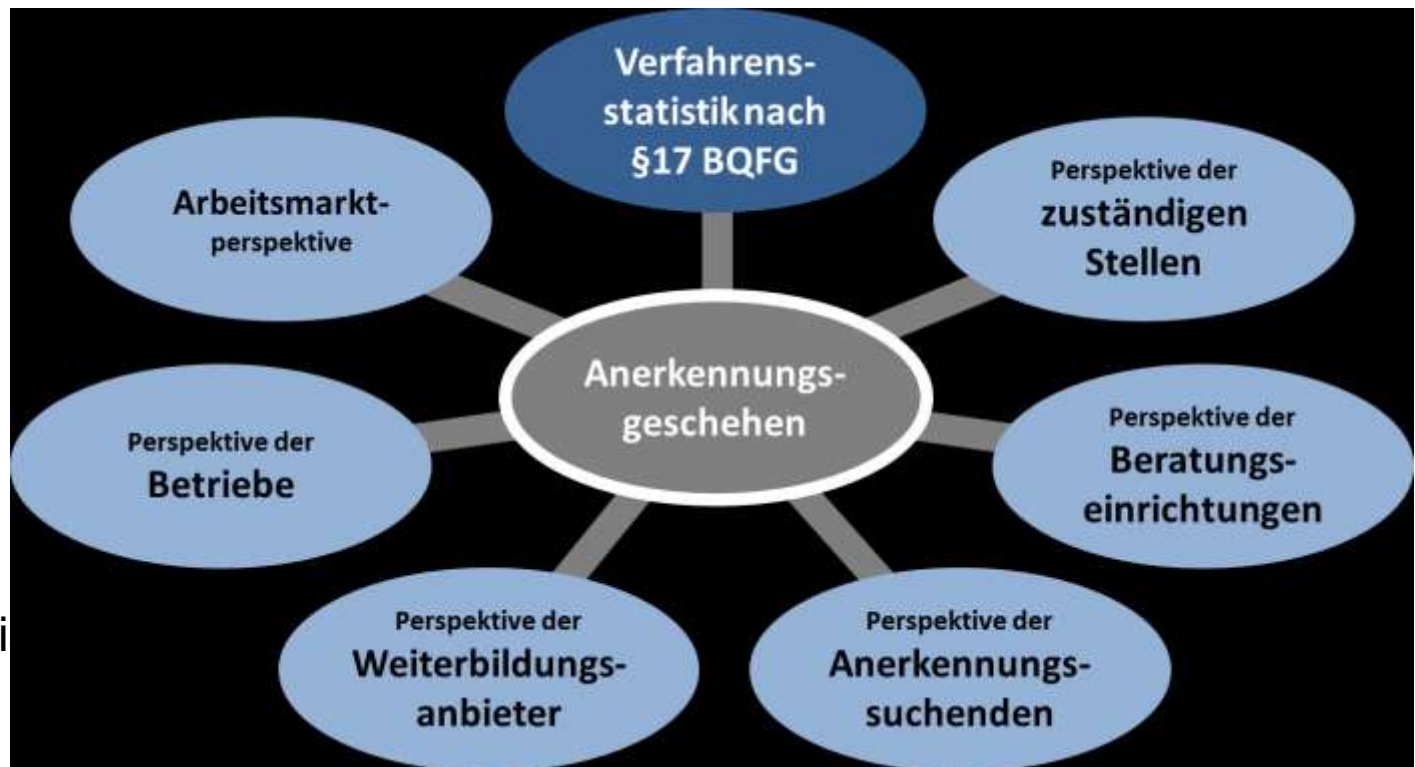 Verfahrens-
statistik nach
§17 BQFG
Perspektive der
zuständigen
Stellen
Perspektive der
Beratungs-
einrichtungen
Perspektive der
Anerkennungs-
suchenden
Perspektive der
Weiterbildungs-
anbieter
Perspektive der
Betriebe
Arbeitsmarkt-
perspektive
Anerkennungs-
geschehen
i